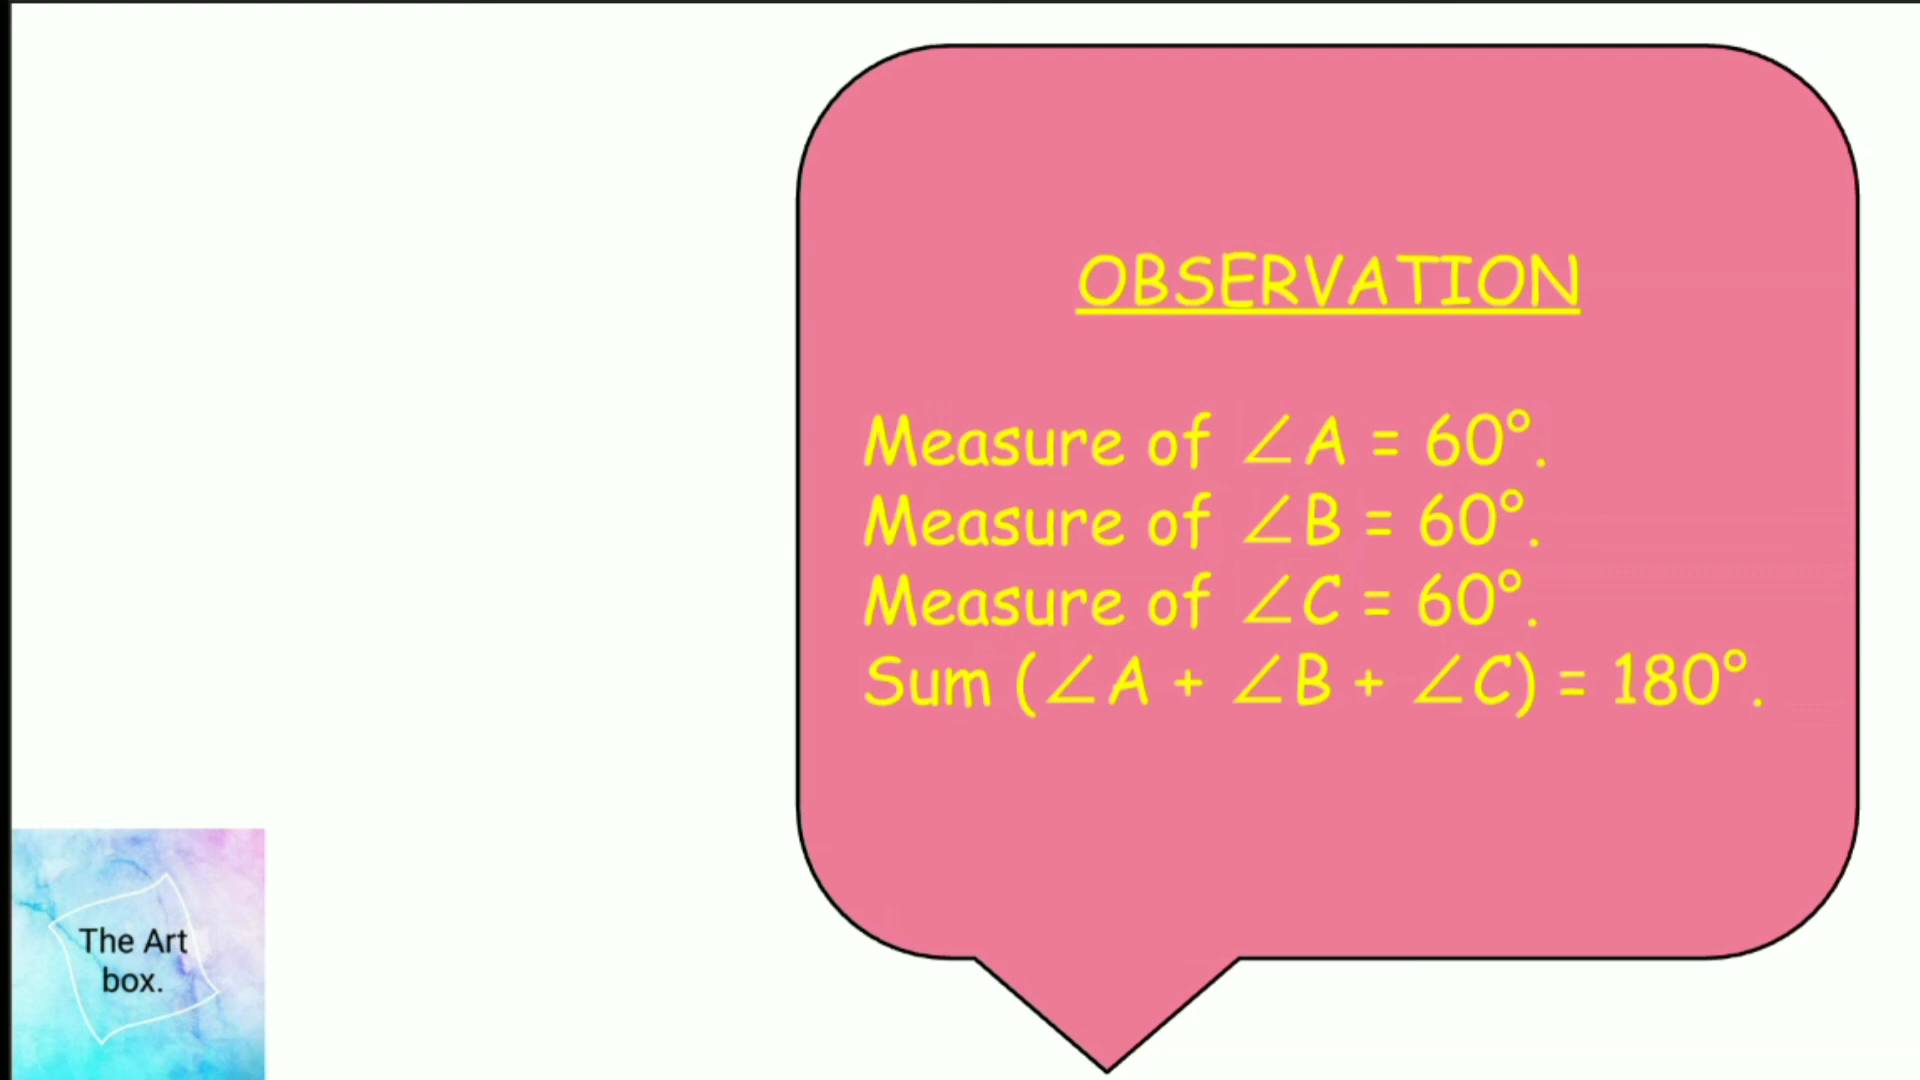 OBSERVATION
Measure of ∠A = 60°.
Measure of ∠B = 60°.
Measure of ∠C = 60°.
Sum (∠A + ∠B + ∠C) = 180°.
The Art
box.